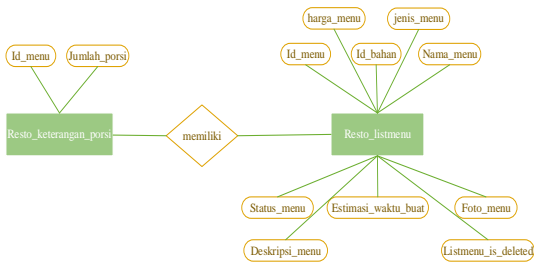 harga_menu
jenis_menu
Id_menu
Jumlah_porsi
Id_menu
Id_bahan
Nama_menu
Resto_keterangan_porsi
memiliki
Resto_listmenu
Status_menu
Estimasi_waktu_buat
Foto_menu
Deskripsi_menu
Listmenu_is_deleted